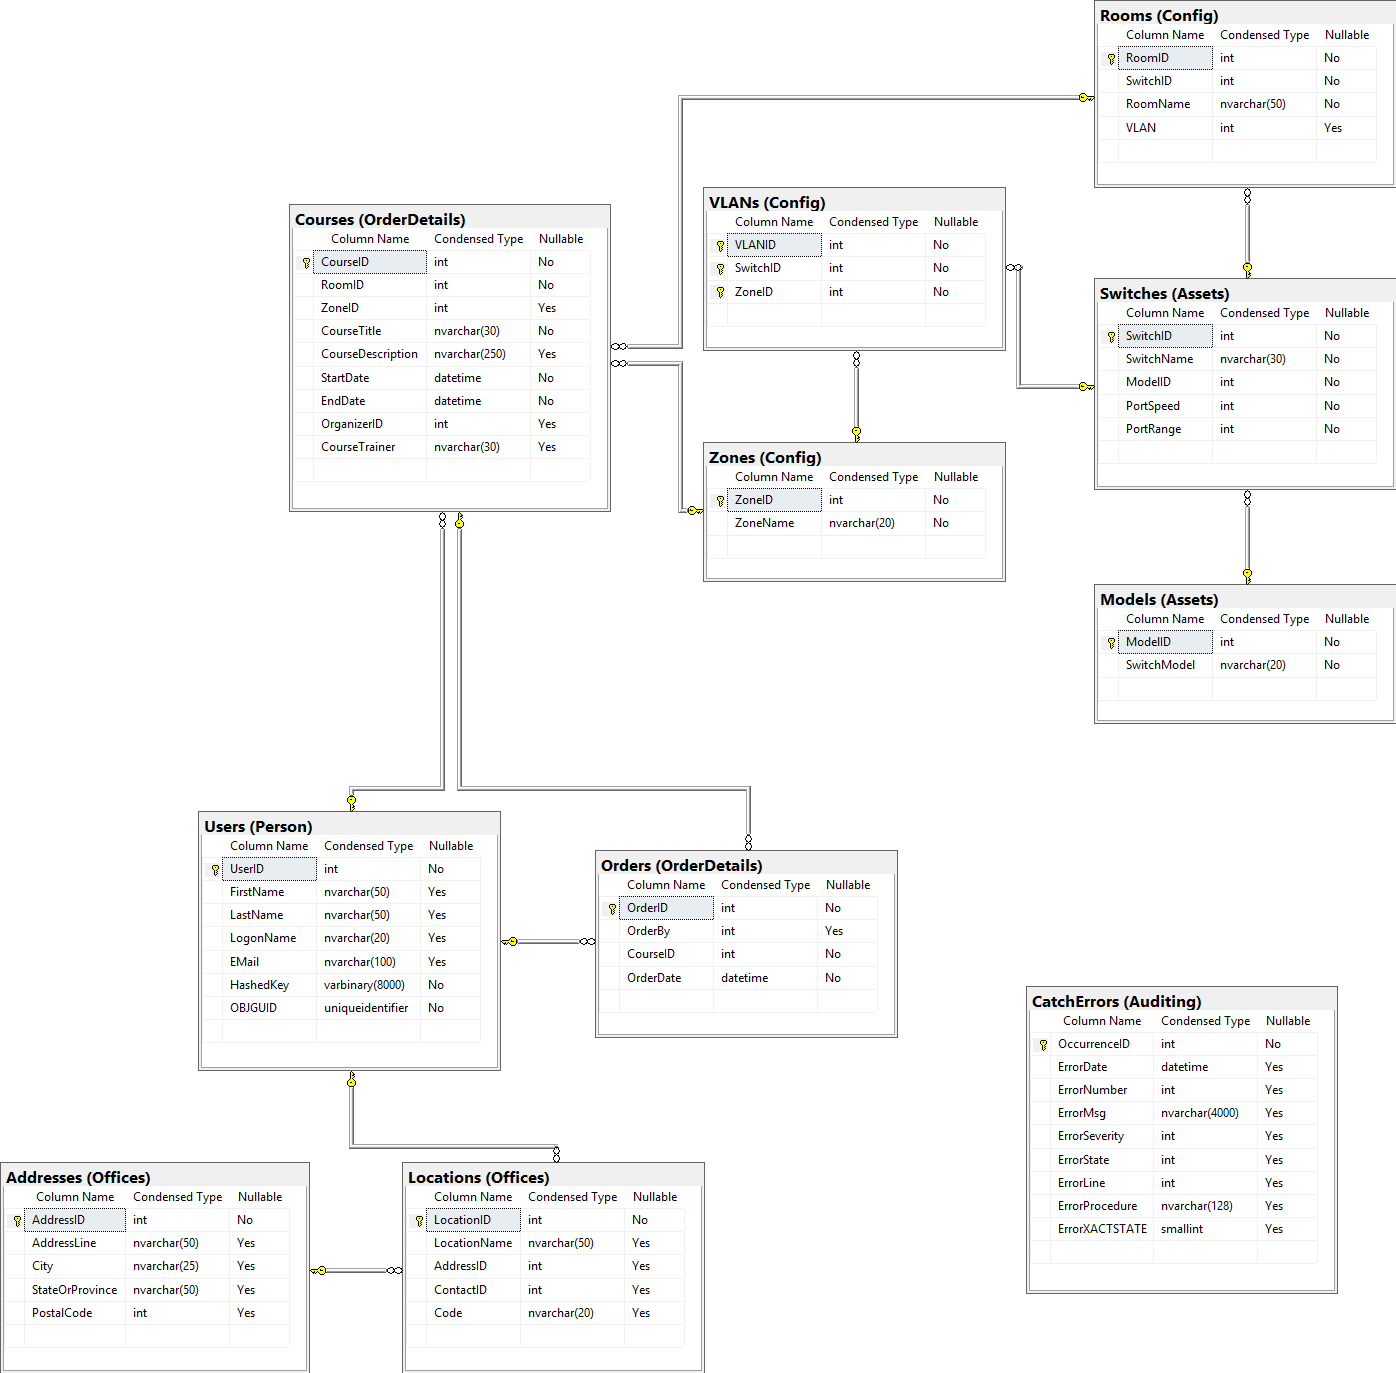 Rooms (Config)
Column Name Condensed Type Nullable
RoomID int No
SwitchID int No
RoomName nvarchar(50) No
VLAN int Yes
VLANs (Config)
Column Name Condensed Type Nullable
VLANID int No
SwitchID int No
ZoneID int No
Courses (OrderDetails)
Column Name Condensed Type Nullable
CourseID int No
RoomID int No
ZoneID int Yes
CourseTitle nvarchar(30) No
CourseDescription nvarchar(250) Yes
StartDate datetime No
EndDate datetime No
OrganizerID int Yes
CourseTrainer nvarchar(30) Yes
Switches (Assets)
Column Name Condensed Type Nullable
SwitchID int No
SwitchName nvarchar(30) No
ModelID int No
PortSpeed int No
PortRange int No
Zones (Config)
Column Name Condensed Type Nullable
ZoneID int No
ZoneName nvarchar(20) No
Models (Assets)
Column Name Condensed Type Nullable
ModelID int No
SwitchModel nvarchar(20) No
Users (Person)
Column Name Condensed Type Nullable
UserID int No
FirstName nvarchar(50) Yes
LastName nvarchar(50) Yes
LogonName nvarchar(20) Yes
EMail nvarchar(100) Yes
HashedKey varbinary(8000) No
OBJGUID uniqueidentifier No
Orders (OrderDetails)
Column Name Condensed Type Nullable
OrderID int No
OrderBy int Yes
CourseID int No
OrderDate datetime No
CatchErrors (Auditing)
Column Name Condensed Type Nullable
OccurrenceID int No
ErrorDate datetime Yes
ErrorNumber int Yes
ErrorMsg nvarchar(4000) Yes
ErrorSeverity int Yes
ErrorState int Yes
ErrorLine int Yes
ErrorProcedure nvarchar(128) Yes
ErrorXACTSTATE smallint Yes
Addresses (Offices)
Column Name Condensed Type Nullable
AddressID int No
AddressLine nvarchar(50) Yes
City nvarchar(25) Yes
StateOrProvince nvarchar(50) Yes
PostalCode int Yes
Locations (Offices)
Column Name Condensed Type Nullable
LocationID int No
LocationName nvarchar(50) Yes
AddressID int Yes
ContactID int Yes
Code nvarchar(20) Yes